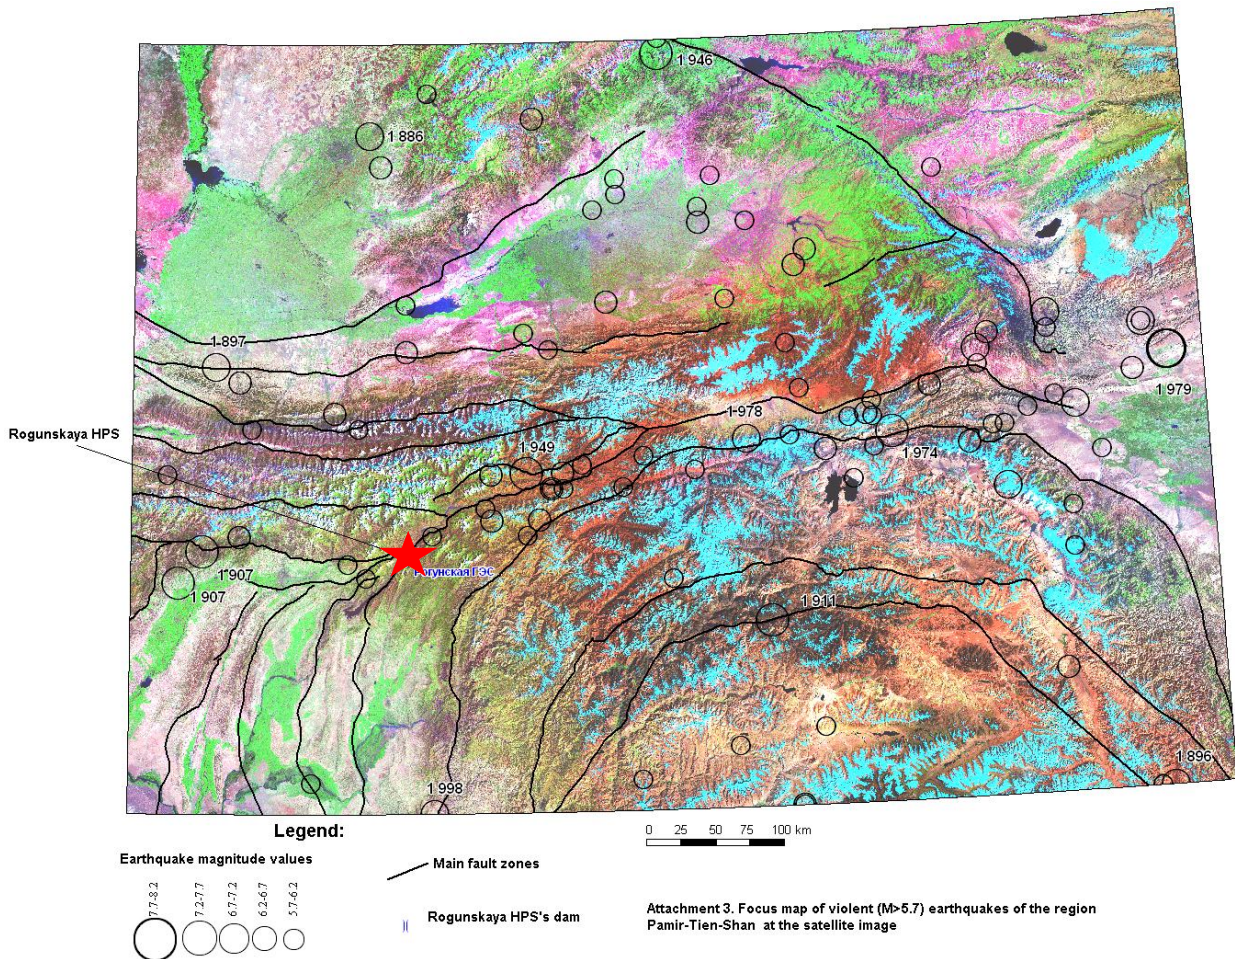 1 946
1 886
1 897
1 979
1 978
Rogunskaya HPS
1 949
1 974
Рогунская ГЭС
1 907
1 907
1 911
1 896
1 998
Legend:
0 25 50 75 100 km
Earthquake magnitude values
Main fault zones
7.7-8.2
7.2-7.7
6.7-7.2
6.2-6.7
5.7-6.2
Rogunskaya HPS's dam
Attachment 3. Focus map of violent (M>5.7) earthquakes of the region
Pamir-Tien-Shan at the satellite image